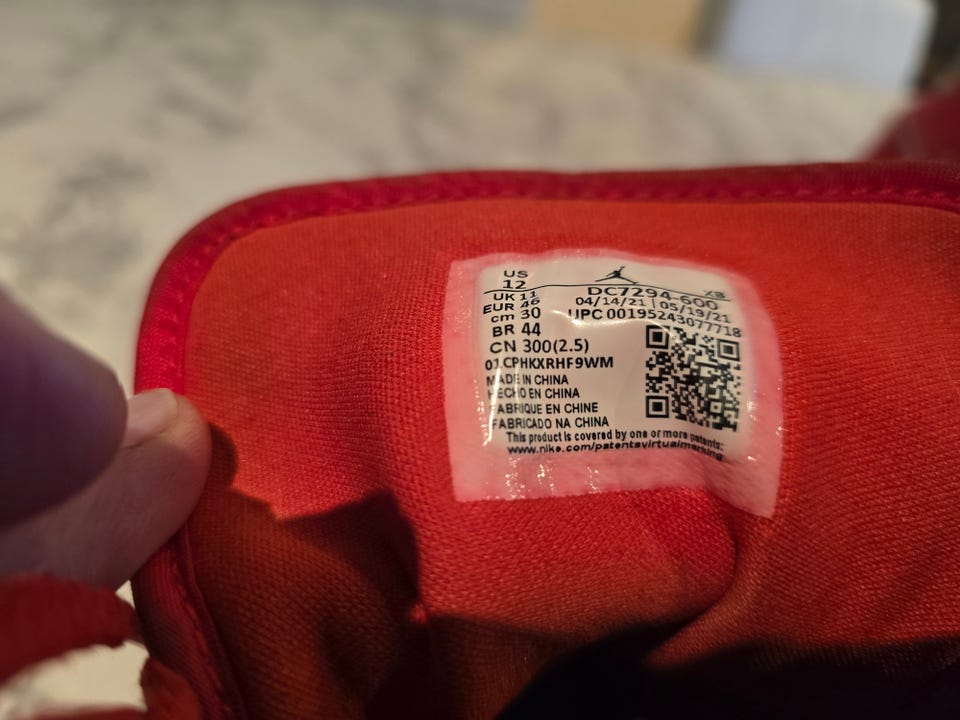 US
12
UK 11
EUR 46
cm 30
BR 44
CN 300(2.5)
01CPHKXRHF9WM
MADE IN CHINA
HECHO EN CHINA
FABRIQUE EN CHINE
FABRICADO NA CHINA
XB
DC7294-600
04/14/21 | 05/19/21
UPC 00195243077718
This product is covered by one or more patents:
www.nike.com/patentsvirtualmarking